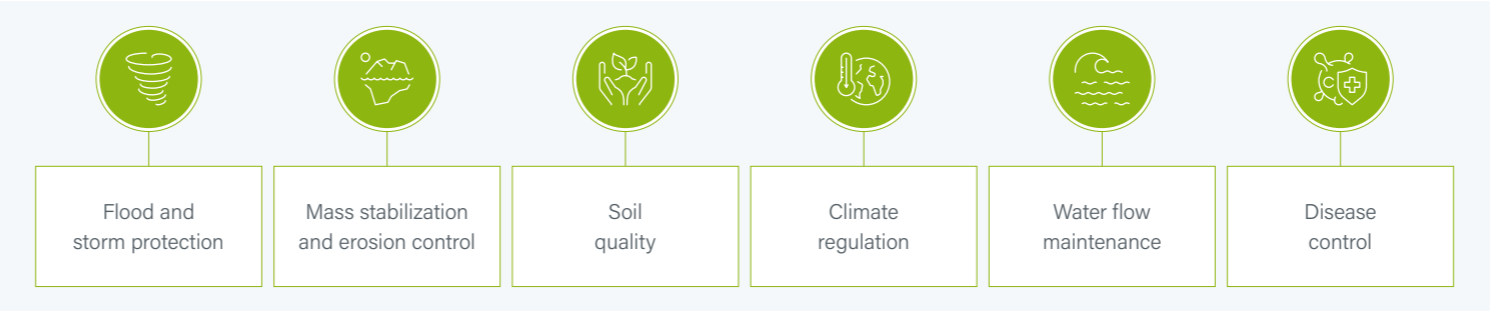 Flood and
storm protection
Mass stabilization
and erosion control
Soil
quality
Climate
regulation
Water flow
maintenance
Disease
control